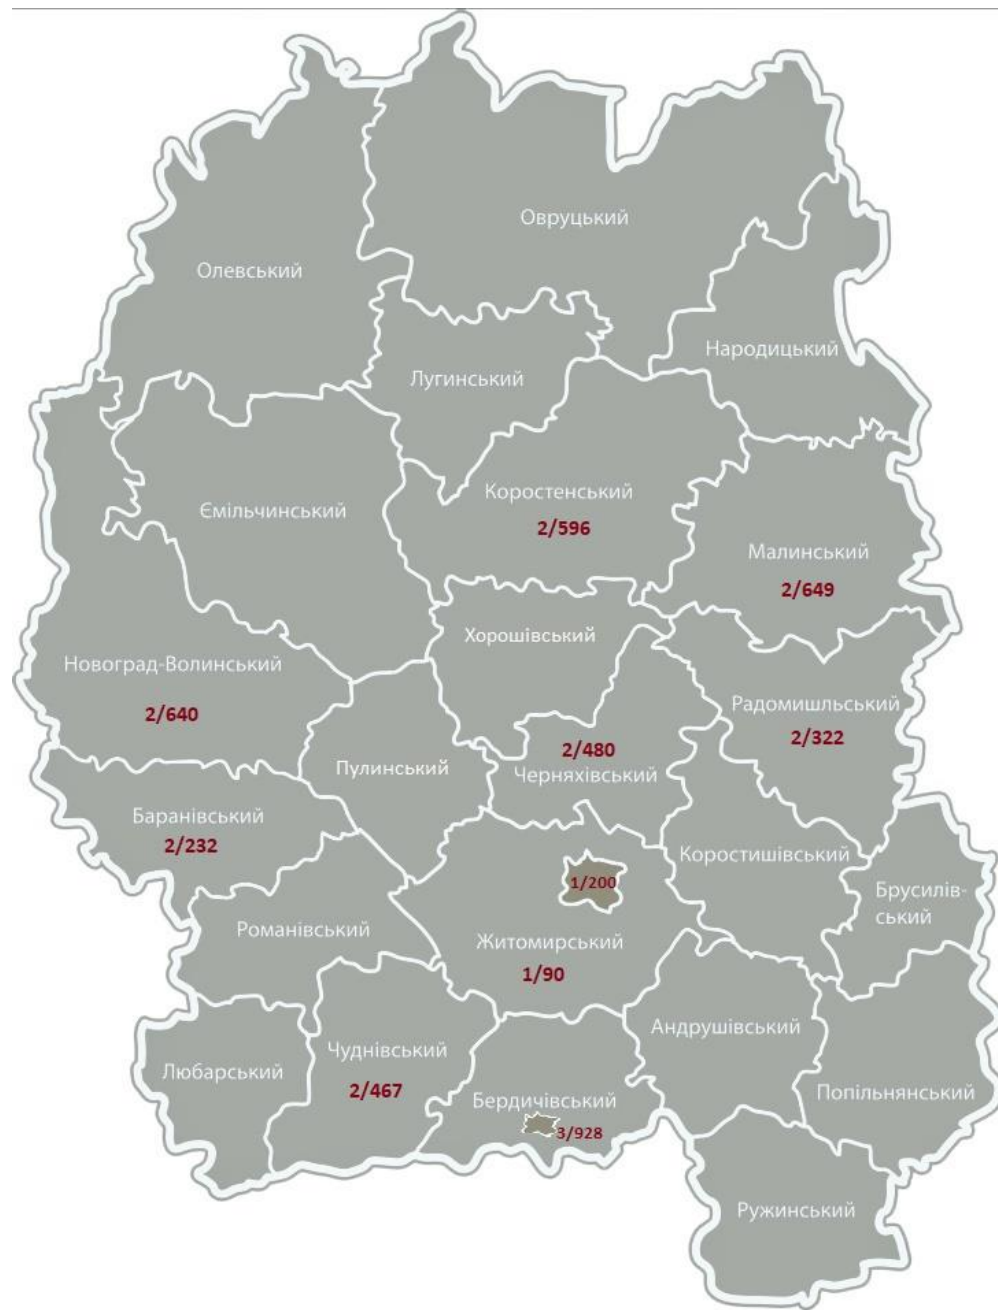 Овруцький
Олевський
Народицький
Лугинський
Коростенський
2/596
Ємільчинський
Малинський
2/649
Хорошівський
Новоград-Волинський
2/640
Радомишльський
2/322
2/480
Черняхівський
Пулинський
Баранівський
2/232
Коростишівський
1/200
Брусилів-
ський
Романівський
Житомирський
1/90
Андрушівський
Чуднівський
2/467
Любарський
Попільнянський
Бердичівський
3/928
Ружинський